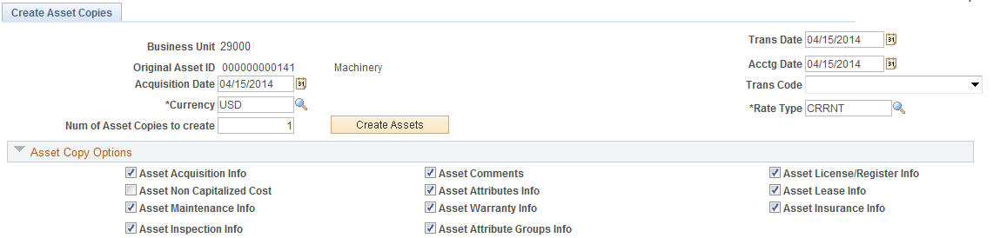 Create Asset Copies
Business Unit 29000
Trans Date 04/15/2014
Original Asset ID 000000000141 Machinery
Acctg Date 04/15/2014
Acquisition Date 04/15/2014
Trans Code
*Currency USD
*Rate Type CRRNT
Num of Asset Copies to create 1 Create Assets
Asset Copy Options
Asset Acquisition Info Asset Comments Asset License/Register Info
Asset Non Capitalized Cost Asset Attributes Info Asset Lease Info
Asset Maintenance Info Asset Warranty Info Asset Insurance Info
Asset Inspection Info Asset Attribute Groups Info